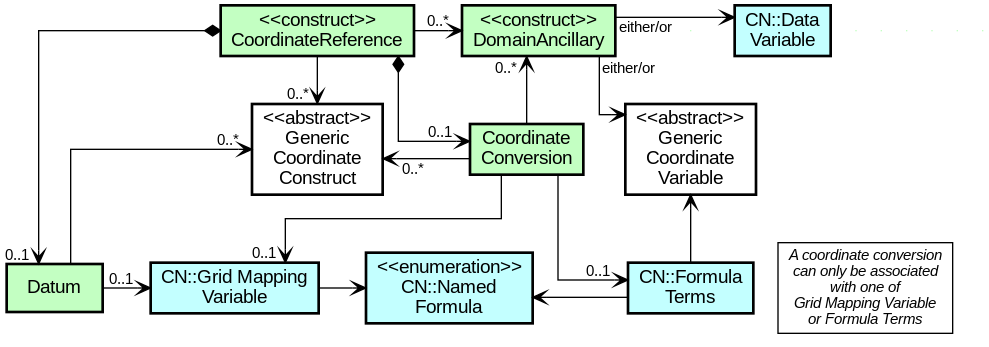 <<construct>>
CoordinateReference
0..*
<<construct>>
DomainAncillary
either/or
CN::Data
Variable
0..*
either/or
0..*
<<abstract>>
Generic
Coordinate
Construct
0..*
0..1
Coordinate
Conversion
0..*
<<abstract>>
Generic
Coordinate
Variable
0..1
Datum
0..1
0..1
CN::Grid Mapping
Variable
<<enumeration>>
CN::Named
Formula
0..1
CN::Formula
Terms
A coordinate conversion
can only be associated
with one of
Grid Mapping Variable
or Formula Terms